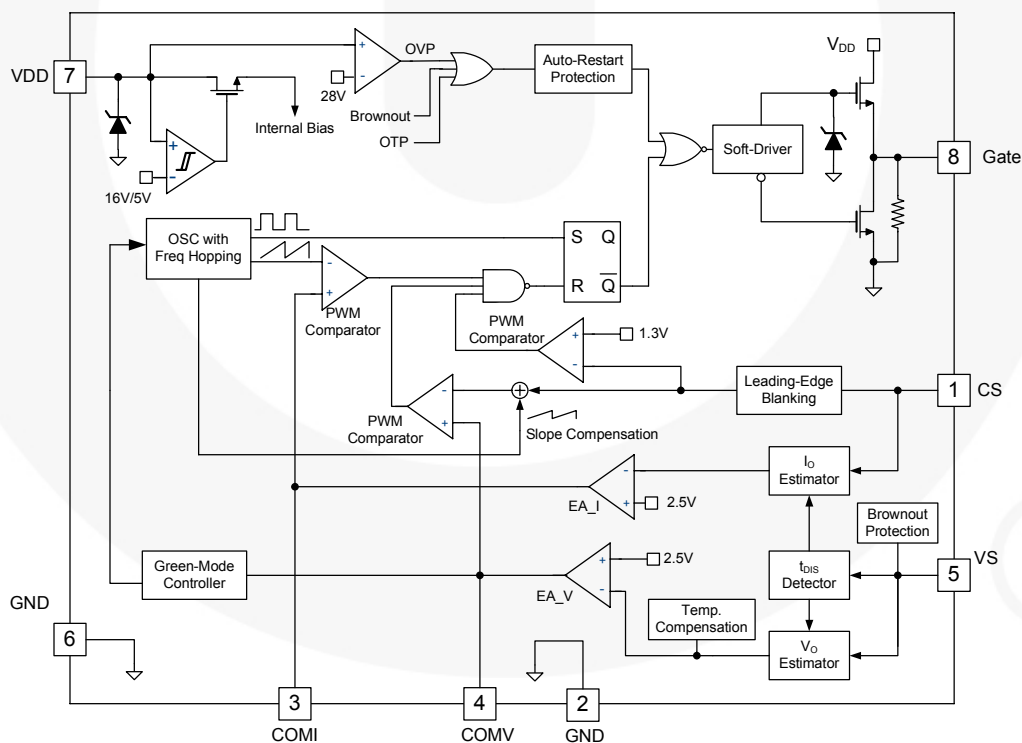 VDD
7
16V/5V
Internal Bias
28V
OVP
Brownout
OTP
Auto-Restart
Protection
Soft-Driver
VDD
8
Gate
OSC with
Freq Hopping
PWM
Comparator
S Q
R Q
PWM
Comparator
1.3V
PWM
Comparator
Slope Compensation
Leading-Edge
Blanking
1
CS
EA_I
2.5V
IO
Estimator
Brownout
Protection
Green-Mode
Controller
EA_V
2.5V
tDIS
Detector
5
VS
Temp.
Compensation
VO
Estimator
GND
6
3
COMI
4
COMV
2
GND